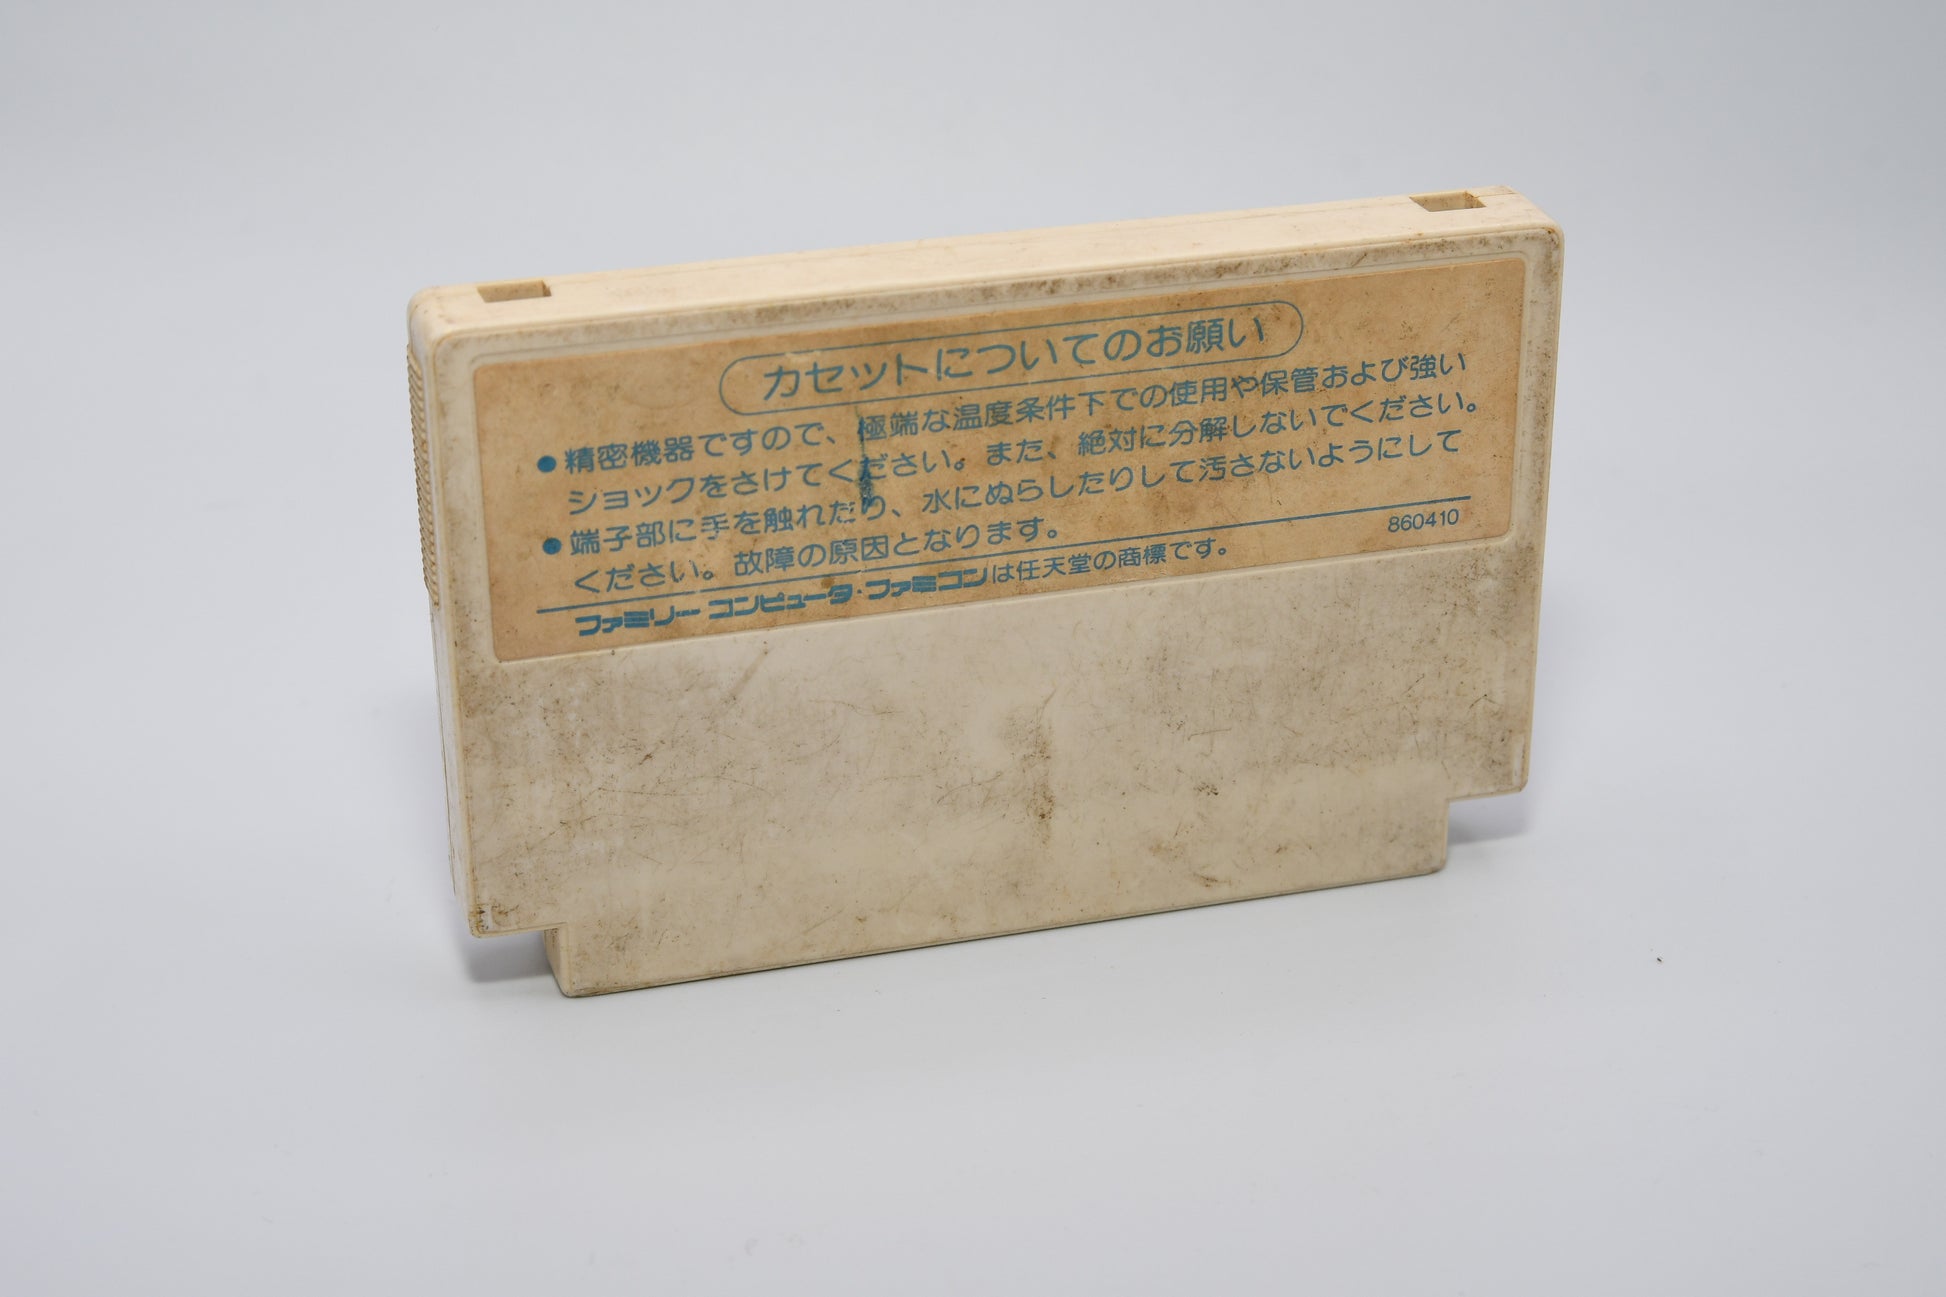 カセットについてのお願い
●精密機器ですので、極端な温度条件下での使用や保管および強い
ショックをさけてください。また、絶対に分解しないでください。
●端子部に手を触れたり、水にぬらしたりして汚さないようにして
ください。故障の原因となります。
860410
ファミリーコンピュータ・ファミコンは任天堂の商標です。